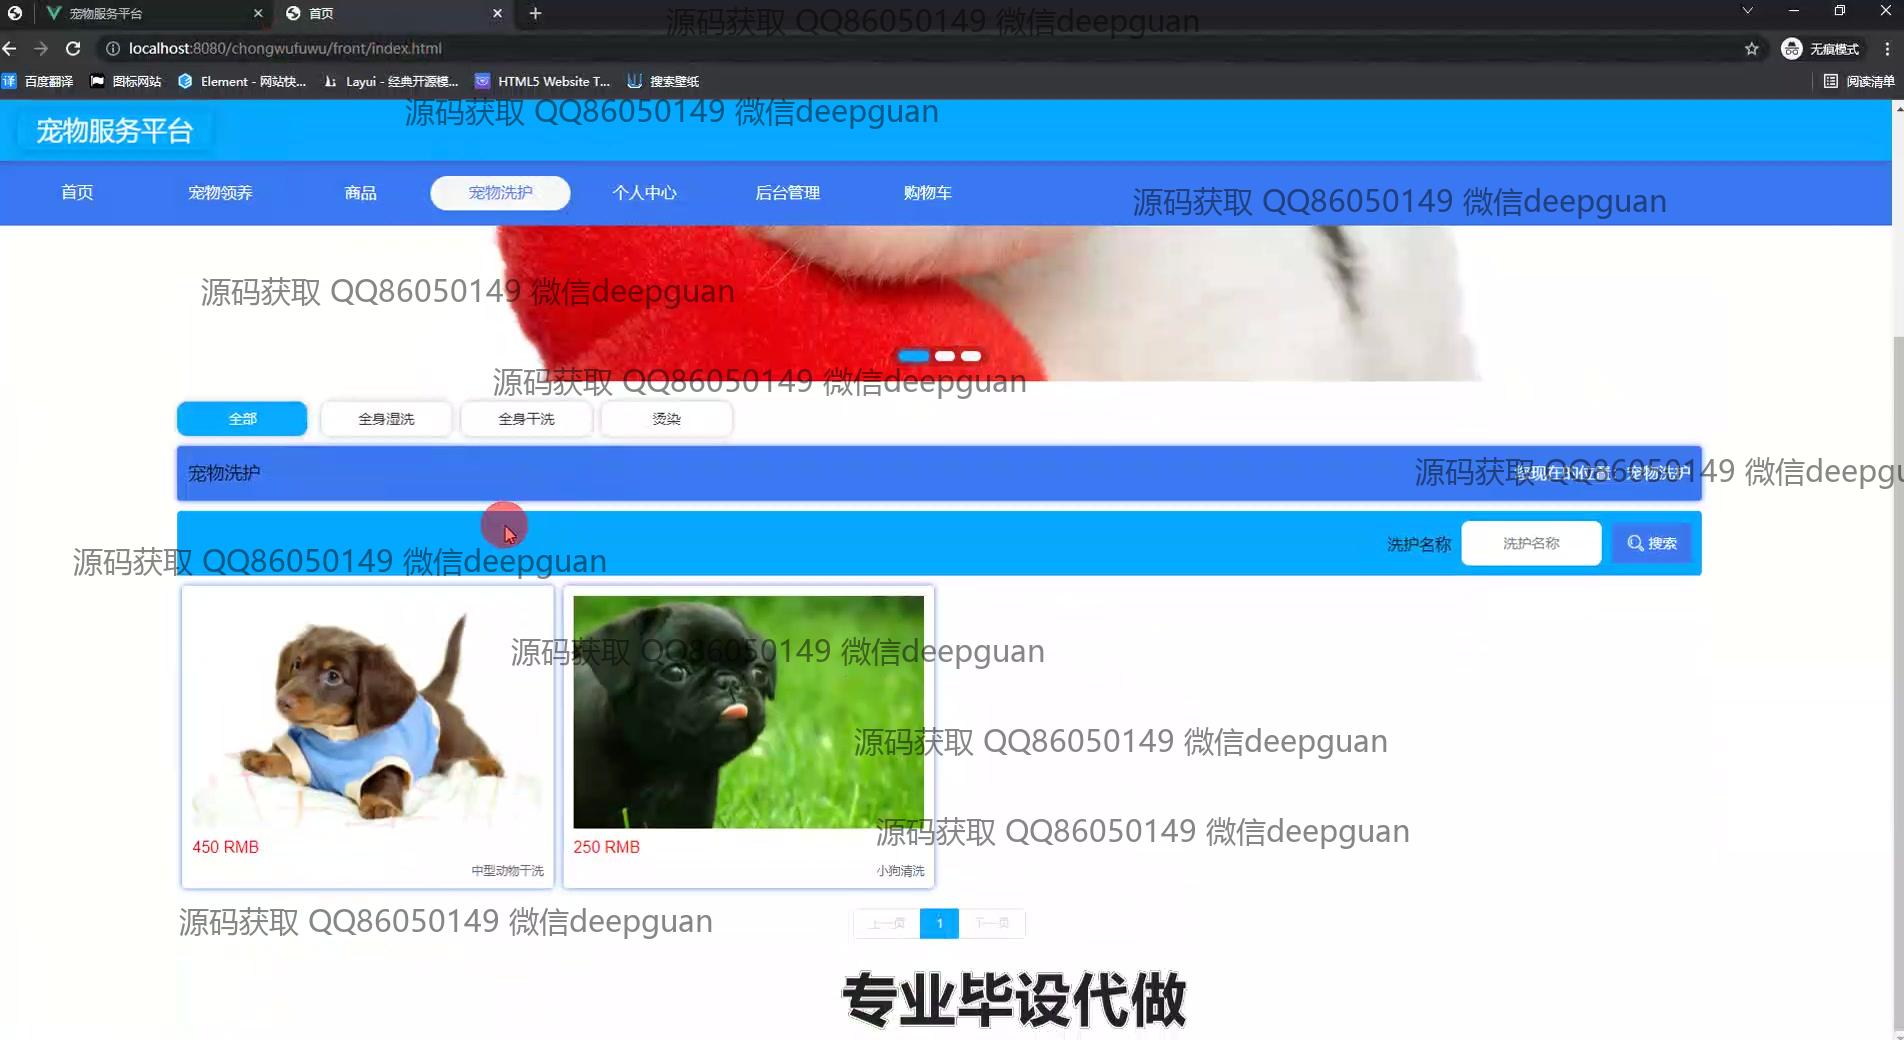 宠物服务平台
首页
源码获取 QQ86050149 微信deepguan
localhost:8080/chongwufuwu/front/index.html
无痕模式
百度翻译
图标网站
Element - 网站快...
Layui - 经典开源模...
HTML5 Website T...
搜索壁纸
阅读清单
源码获取 QQ86050149 微信deepguan
宠物服务平台
首页
宠物领养
商品
宠物洗护
个人中心
后台管理
购物车
源码获取 QQ86050149 微信deepguan
源码获取 QQ86050149 微信deepguan
源码获取 QQ86050149 微信deepguan
全部
全身湿洗
全身干洗
烫染
宠物洗护
您现在的位置: 宠物洗护
源码获取 QQ86050149 微信deepgu
洗护名称
洗护名称
搜索
源码获取 QQ86050149 微信deepguan
源码获取 QQ86050149 微信deepguan
源码获取 QQ86050149 微信deepguan
源码获取 QQ86050149 微信deepguan
450 RMB
中型动物干洗
250 RMB
小狗清洗
源码获取 QQ86050149 微信deepguan
上一页
1
下一页
专业毕设代做